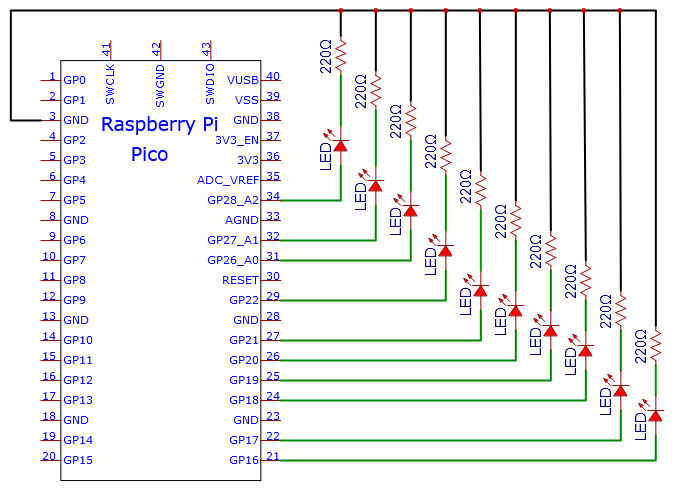 41
42
43
SWCLK
SWGND
SWDIO
Raspberry Pi
Pico
1 GP0
2 GP1
3 GND
4 GP2
5 GP3
6 GP4
7 GP5
8 GND
9 GP6
10 GP7
11 GP8
12 GP9
13 GND
14 GP10
15 GP11
16 GP12
17 GP13
18 GND
19 GP14
20 GP15
VUSB 40
VSS 39
GND 38
3V3_EN 37
3V3 36
ADC_VREF 35
GP28_A2 34
AGND 33
GP27_A1 32
GP26_A0 31
RESET 30
GP22 29
GND 28
GP21 27
GP20 26
GP19 25
GP18 24
GND 23
GP17 22
GP16 21
220Ω
220Ω
220Ω
220Ω
220Ω
220Ω
220Ω
220Ω
220Ω
220Ω
LED
LED
LED
LED
LED
LED
LED
LED
LED
LED